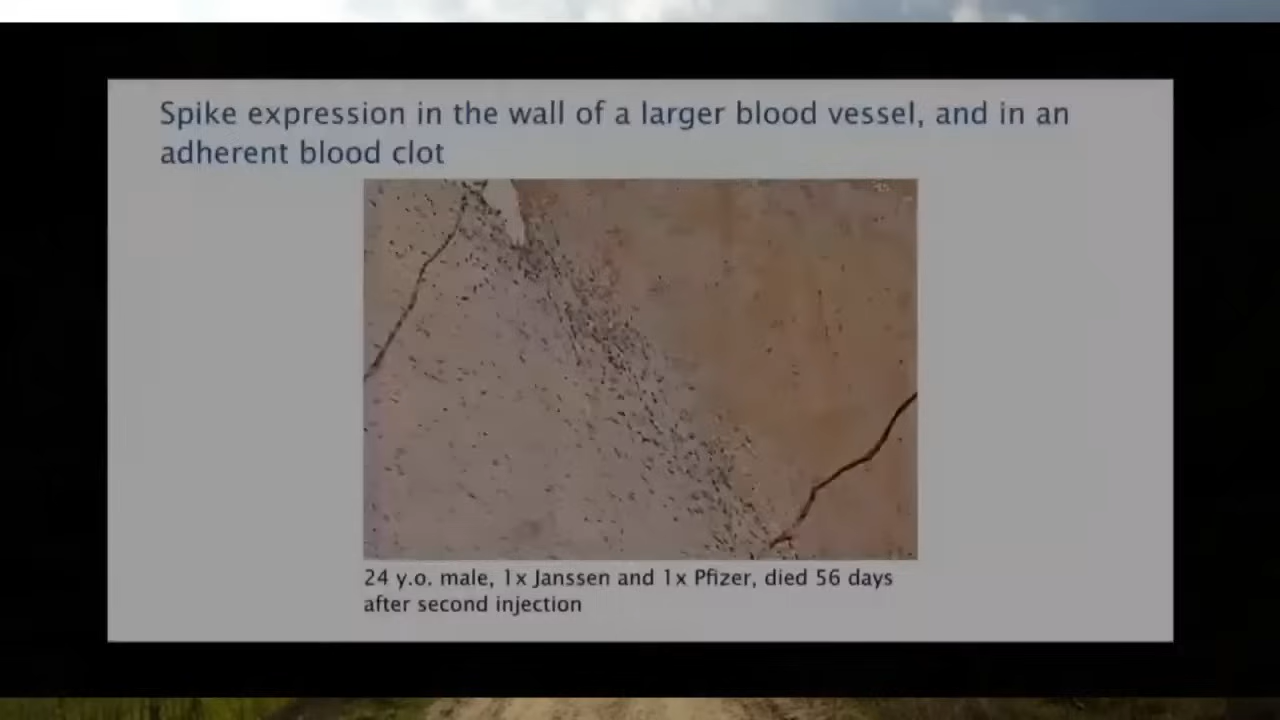 Spike expression in the wall of a larger blood vessel, and in an
adherent blood clot
24 y.o. male, 1x Janssen and 1x Pfizer, died 56 days
after second injection